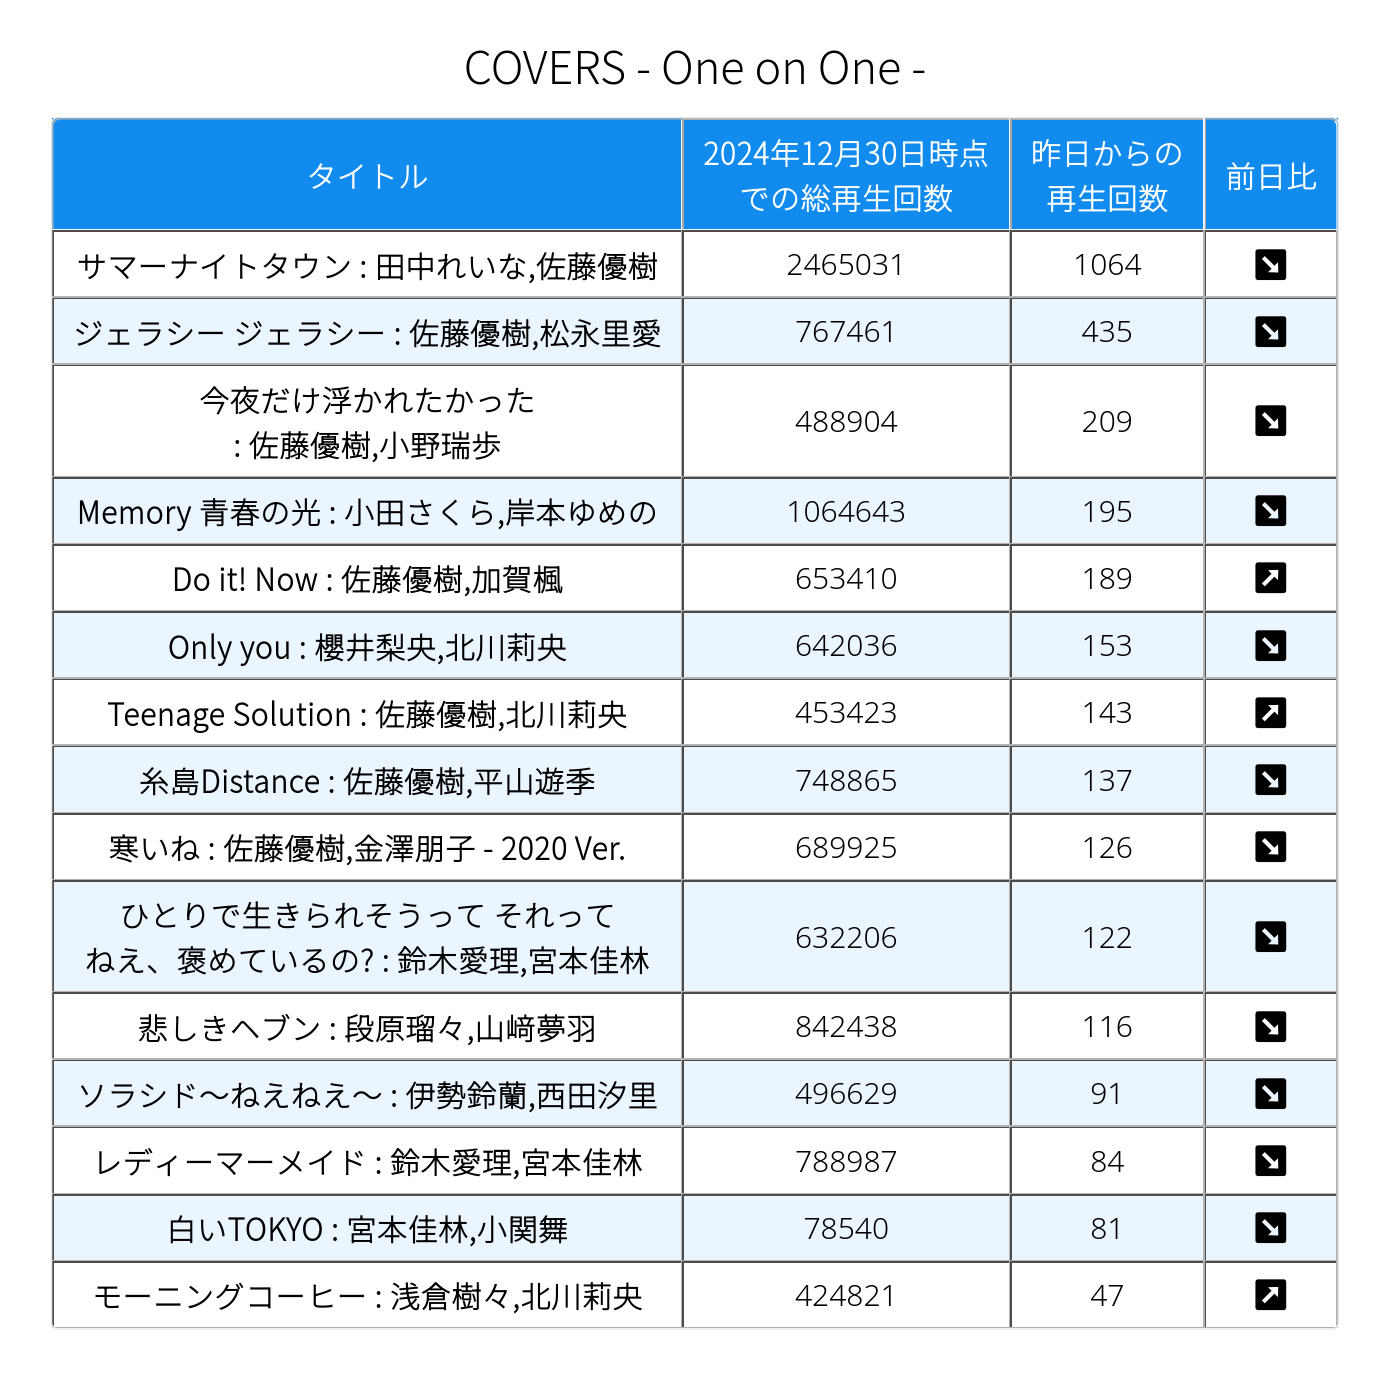 COVERS - One on One -
タイトル
2024年12月30日時点
での総再生回数
昨日からの
再生回数
前日比
サマーナイトタウン : 田中れいな,佐藤優樹
2465031
1064
ジェラシー ジェラシー : 佐藤優樹,松永里愛
767461
435
今夜だけ浮かれたかった
: 佐藤優樹,小野瑞歩
488904
209
Memory 青春の光 : 小田さくら,岸本ゆめの
1064643
195
Do it! Now : 佐藤優樹,加賀楓
653410
189
Only you : 櫻井梨央,北川莉央
642036
153
Teenage Solution : 佐藤優樹,北川莉央
453423
143
糸島Distance : 佐藤優樹,平山遊季
748865
137
寒いね : 佐藤優樹,金澤朋子 - 2020 Ver.
689925
126
ひとりで生きられそうって それって
ねえ、褒めているの? : 鈴木愛理,宮本佳林
632206
122
悲しきヘブン : 段原瑠々,山﨑夢羽
842438
116
ソラシド〜ねえねえ〜 : 伊勢鈴蘭,西田汐里
496629
91
レディーマーメイド : 鈴木愛理,宮本佳林
788987
84
白いTOKYO : 宮本佳林,小関舞
78540
81
モーニングコーヒー : 浅倉樹々,北川莉央
424821
47